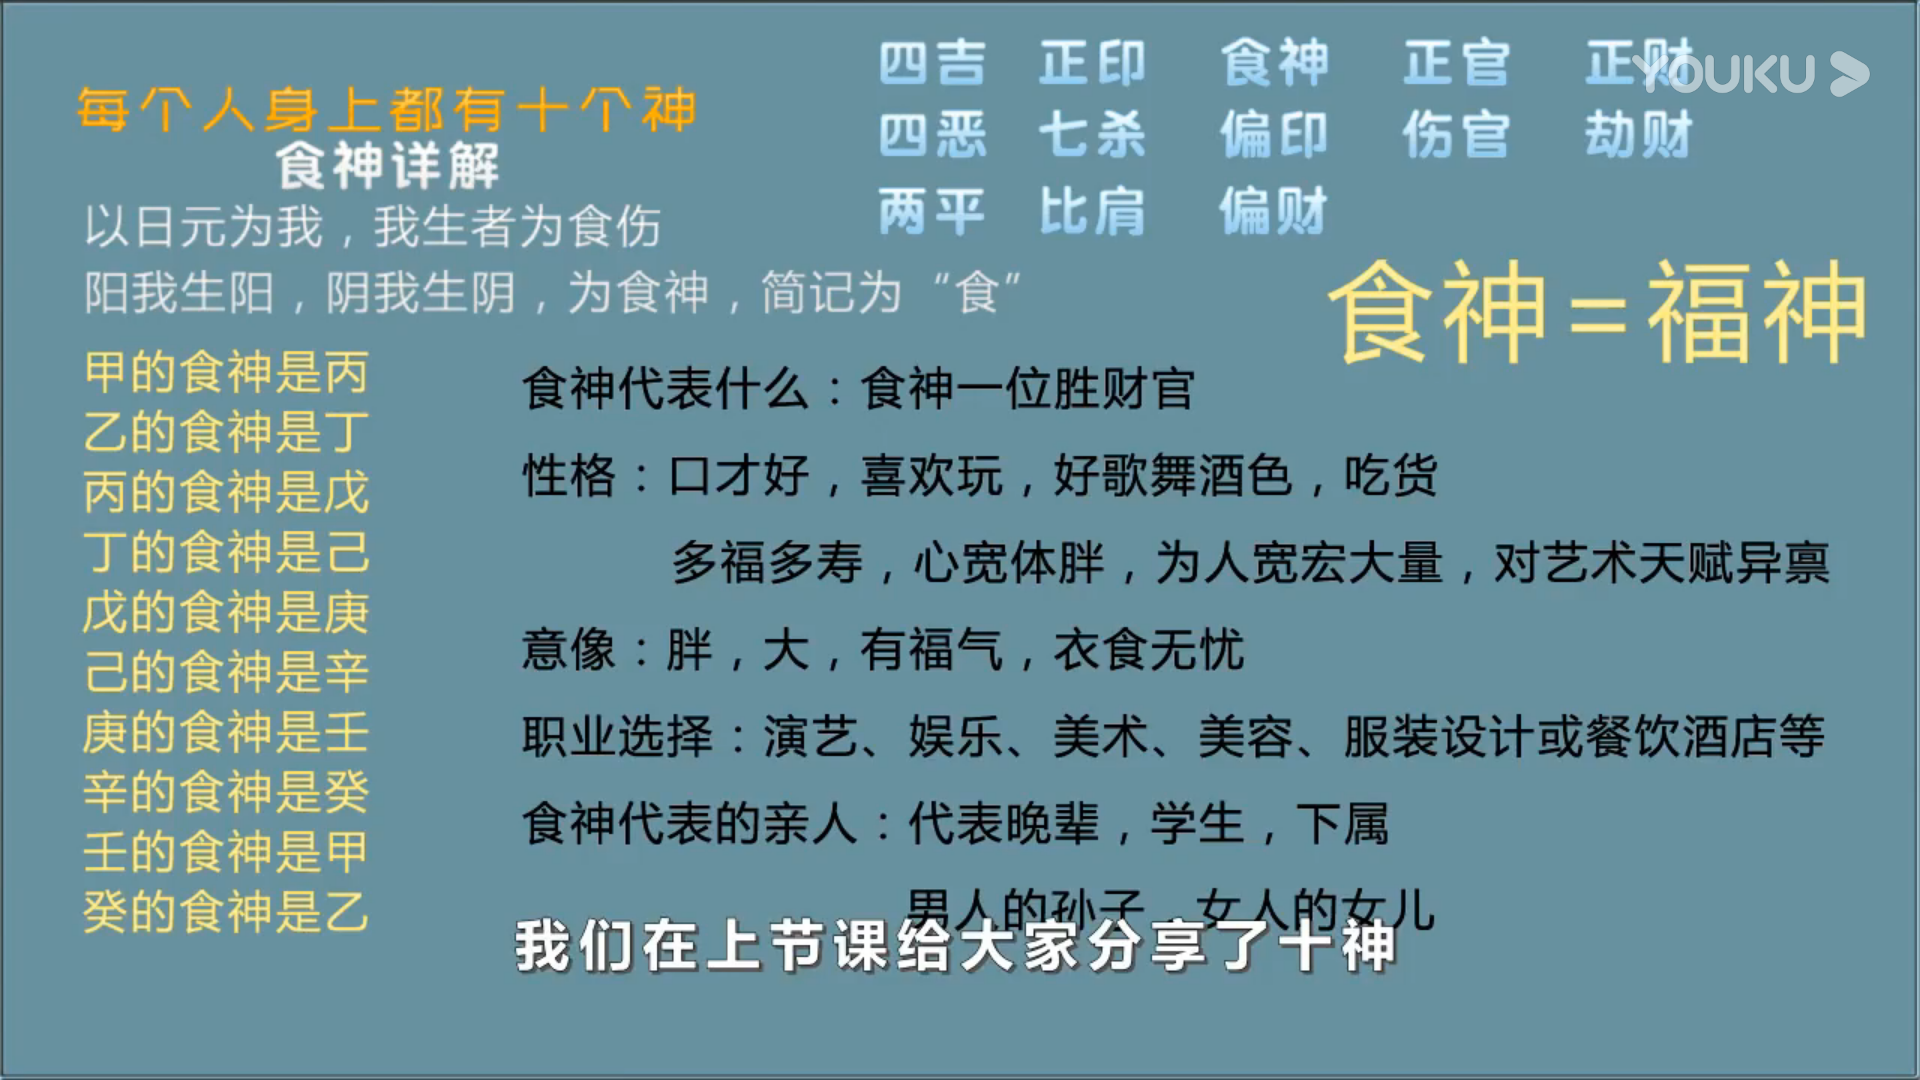 每个人身上都有十个神
食神详解
以日元为我，我生者为食伤
阳我生阳，阴我生阴，为食神，简记为“食”
四吉 正印 食神 正官 正财
四恶 七杀 偏印 伤官 劫财
两平 比肩 偏财
YOUKU
食神=福神
甲的食神是丙
乙的食神是丁
丙的食神是戊
丁的食神是己
戊的食神是庚
己的食神是辛
庚的食神是壬
辛的食神是癸
壬的食神是甲
癸的食神是乙
食神代表什么：食神一位胜财官
性格：口才好，喜欢玩，好歌舞酒色，吃货
多福多寿，心宽体胖，为人宽宏大量，对艺术天赋异禀
意像：胖，大，有福气，衣食无忧
职业选择：演艺、娱乐、美术、美容、服装设计或餐饮酒店等
食神代表的亲人：代表晚辈，学生，下属
男人的孙子，女人的女儿
我们在上节课给大家分享了十神